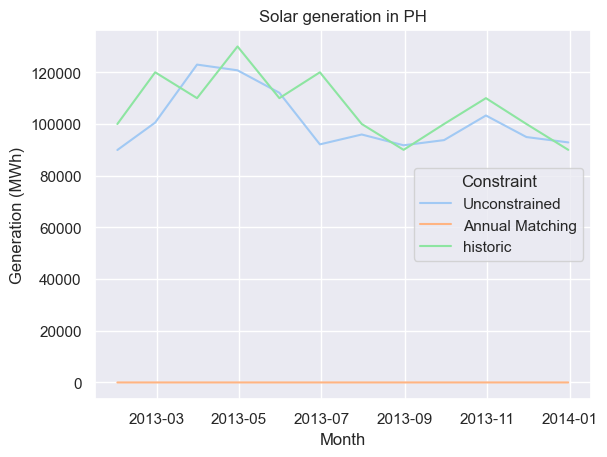 Solar generation in PH
Generation (MWh)
120000
100000
80000
60000
40000
20000
0
Constraint
Unconstrained
Annual Matching
historic
2013-03 2013-05 2013-07 2013-09 2013-11 2014-01
Month